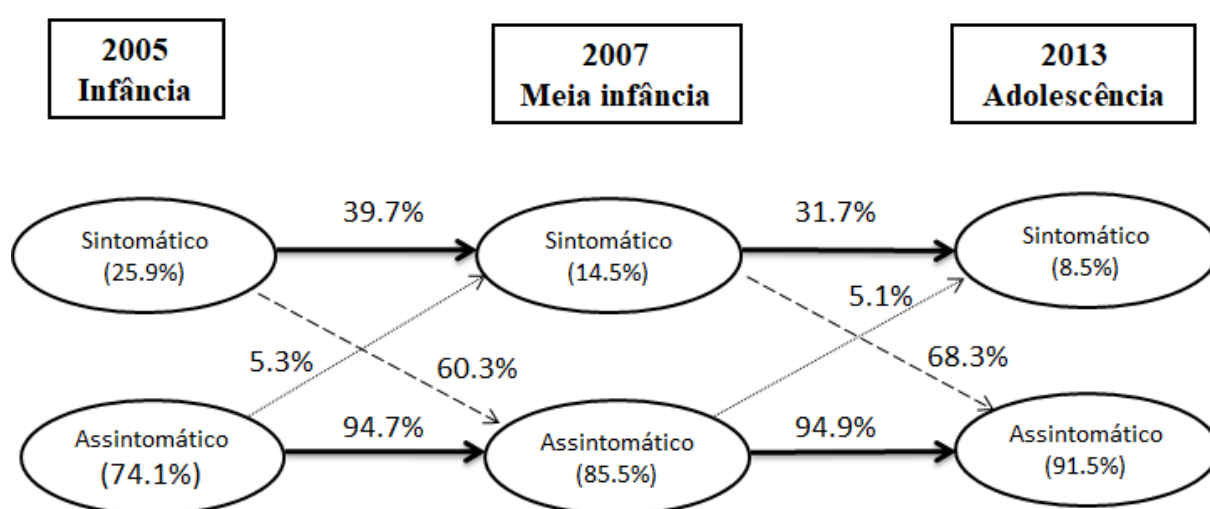 2005
Infância
2007
Meia infância
2013
Adolescência
39.7%
31.7%
Sintomático
(25.9%)
Sintomático
(14.5%)
Sintomático
(8.5%)
5.1%
5.3%
60.3%
68.3%
94.7%
94.9%
Assintomático
(74.1%)
Assintomático
(85.5%)
Assintomático
(91.5%)